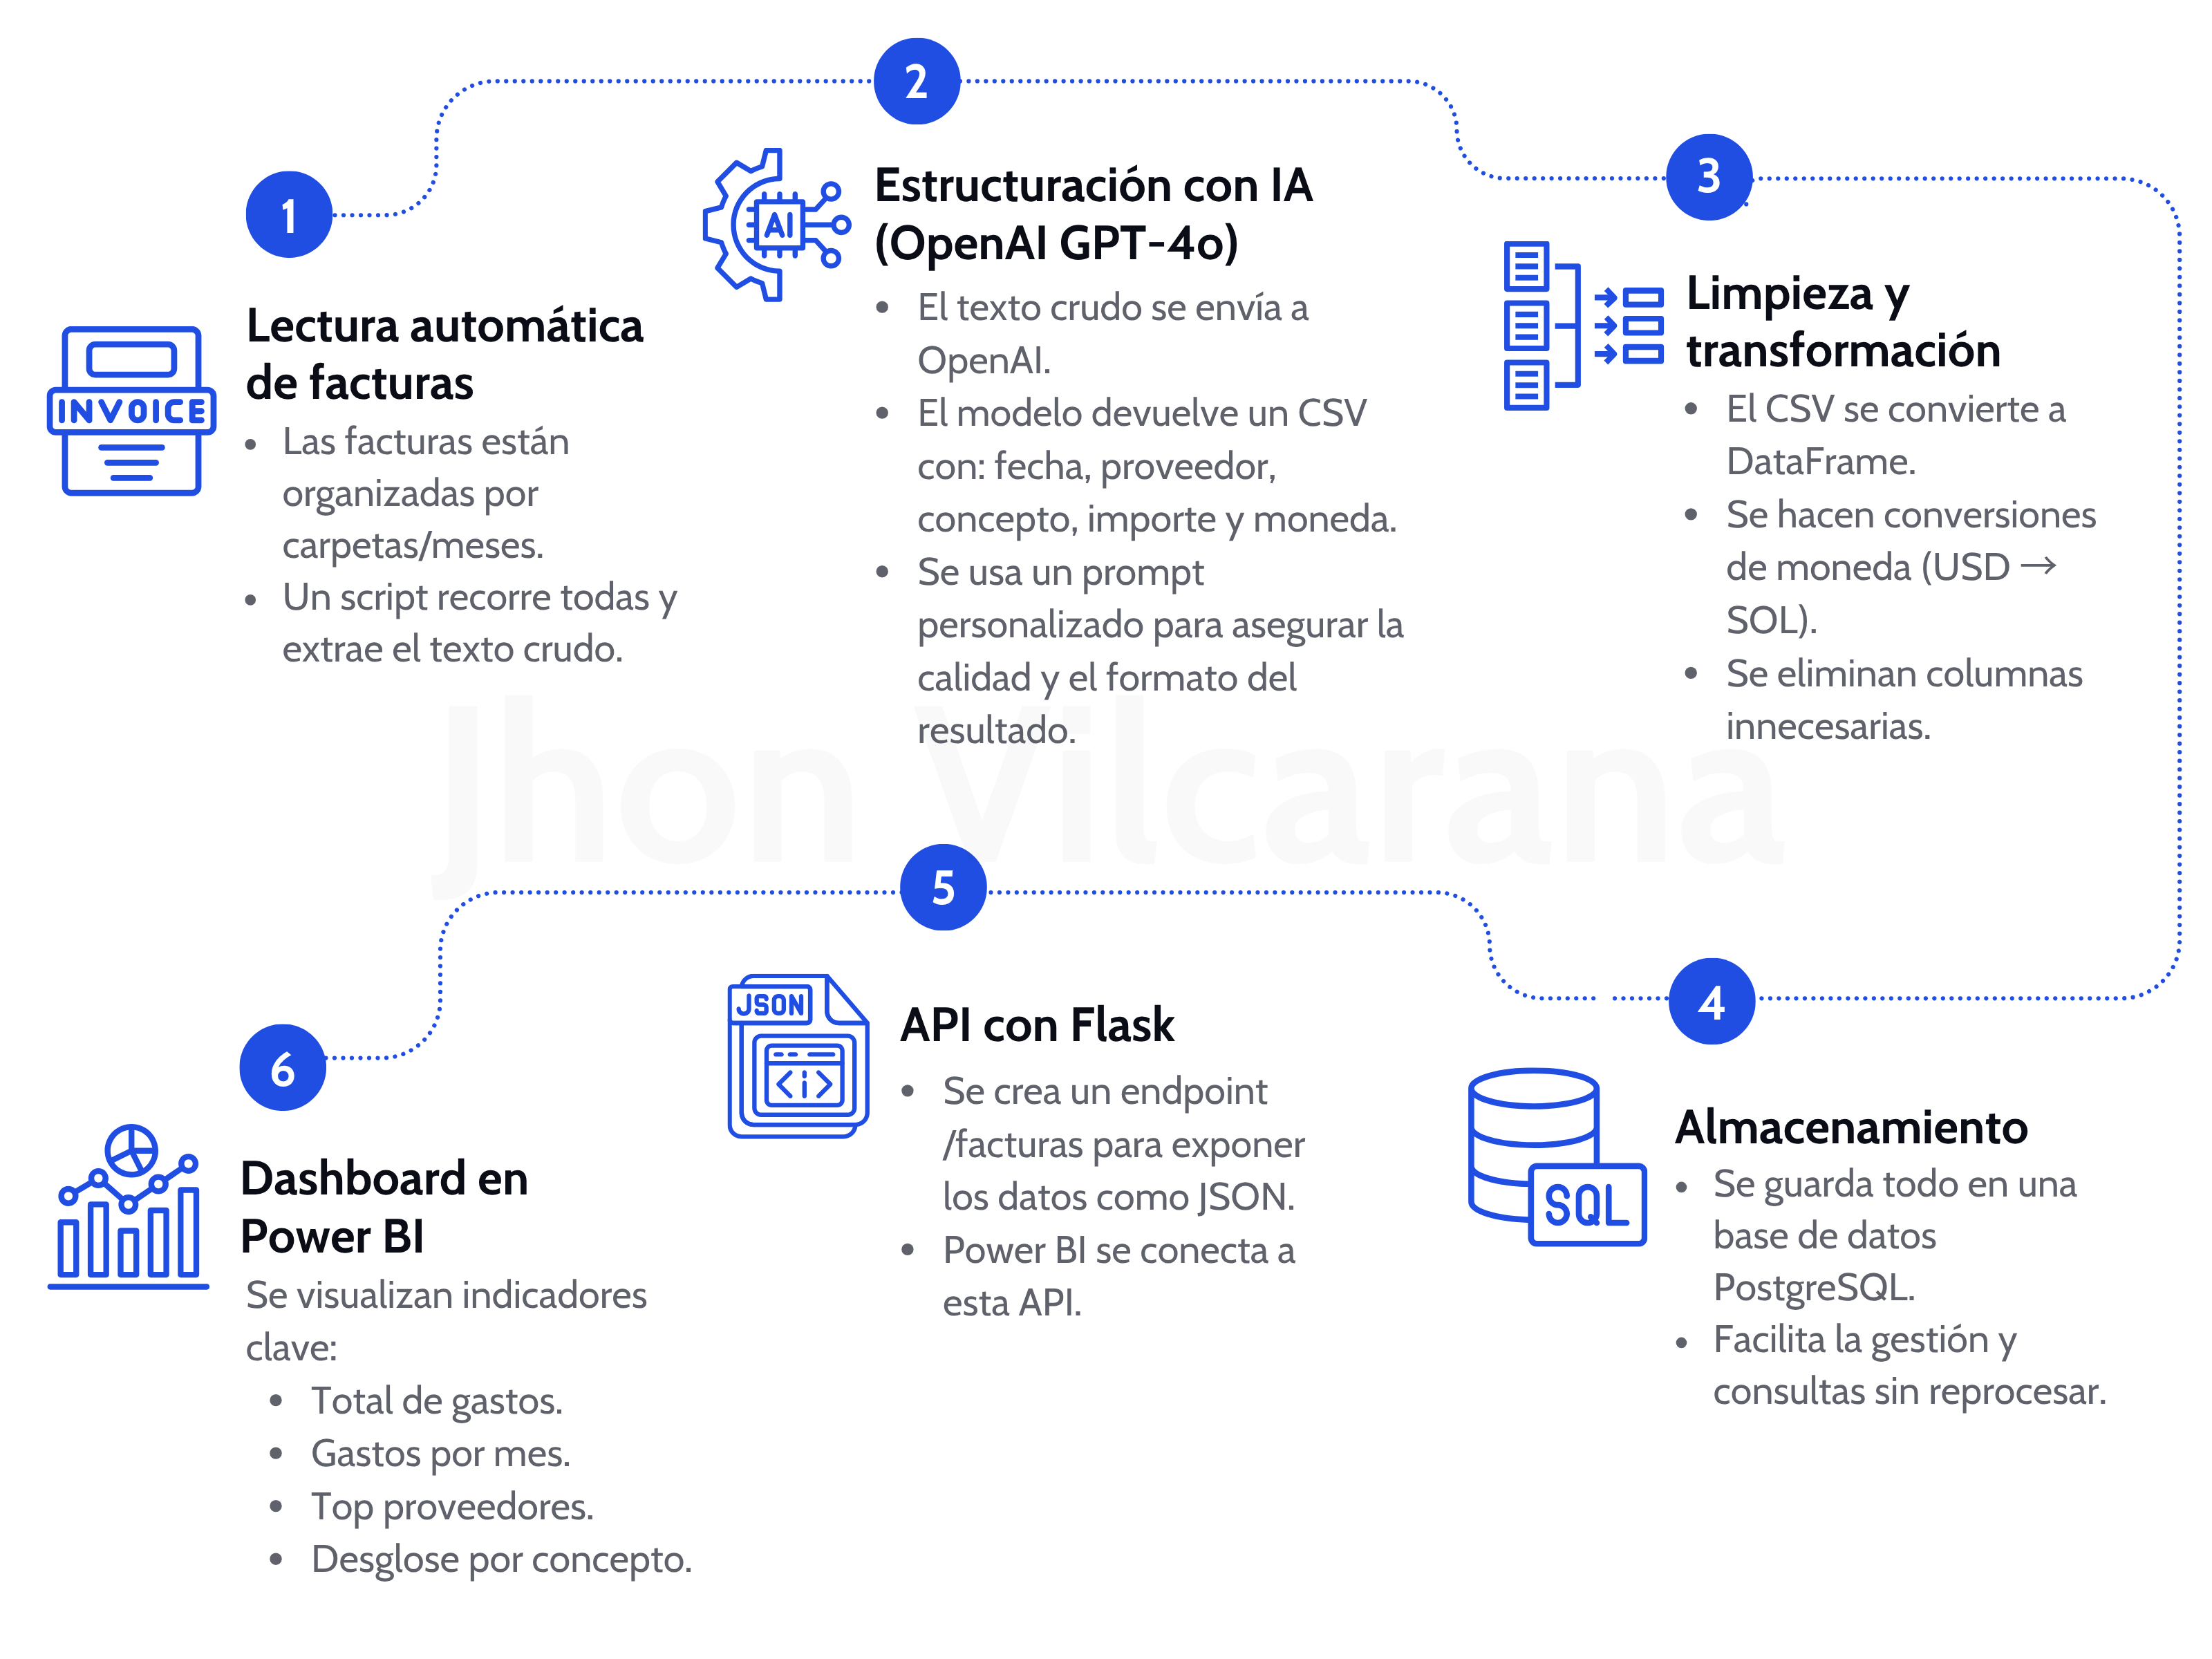 1
Lectura automática
de facturas
INVOICE
• Las facturas están
organizadas por
carpetas/meses.
• Un script recorre todas y
extrae el texto crudo.
2
AI
Estructuración con IA
(OpenAI GPT-4o)
• El texto crudo se envía a
OpenAI.
• El modelo devuelve un CSV
con: fecha, proveedor,
concepto, importe y moneda.
• Se usa un prompt
personalizado para asegurar la
calidad y el formato del
resultado.
3
Limpieza y
transformación
• El CSV se convierte a
DataFrame.
• Se hacen conversiones
de moneda (USD →
SOL).
• Se eliminan columnas
innecesarias.
Jhon Vilcarana
4
Almacenamiento
SQL
• Se guarda todo en una
base de datos
PostgreSQL.
• Facilita la gestión y
consultas sin reprocesar.
5
JSON
<i>
API con Flask
• Se crea un endpoint
/facturas para exponer
los datos como JSON.
• Power BI se conecta a
esta API.
6
Dashboard en
Power BI
Se visualizan indicadores
clave:
• Total de gastos.
• Gastos por mes.
• Top proveedores.
• Desglose por concepto.